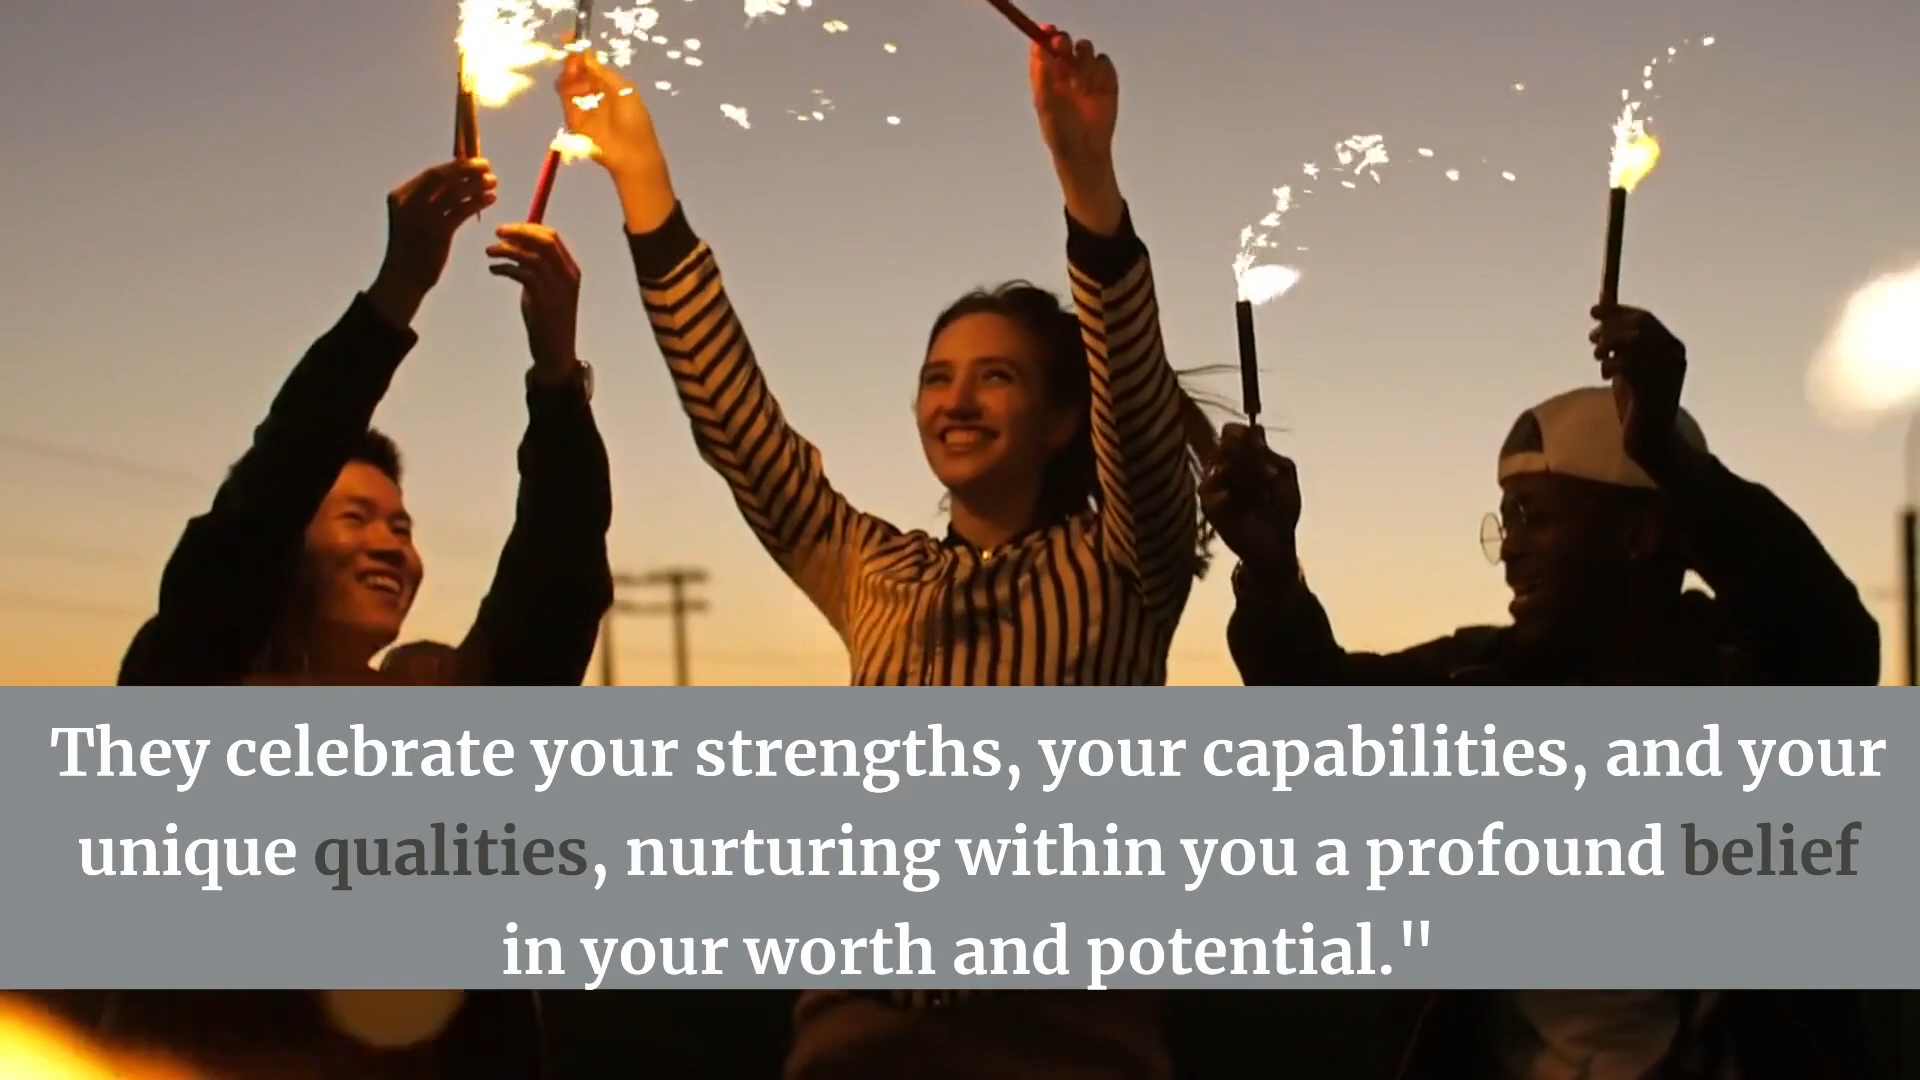 They celebrate your strengths, your capabilities, and your
unique qualities, nurturing within you a profound belief
in your worth and potential."